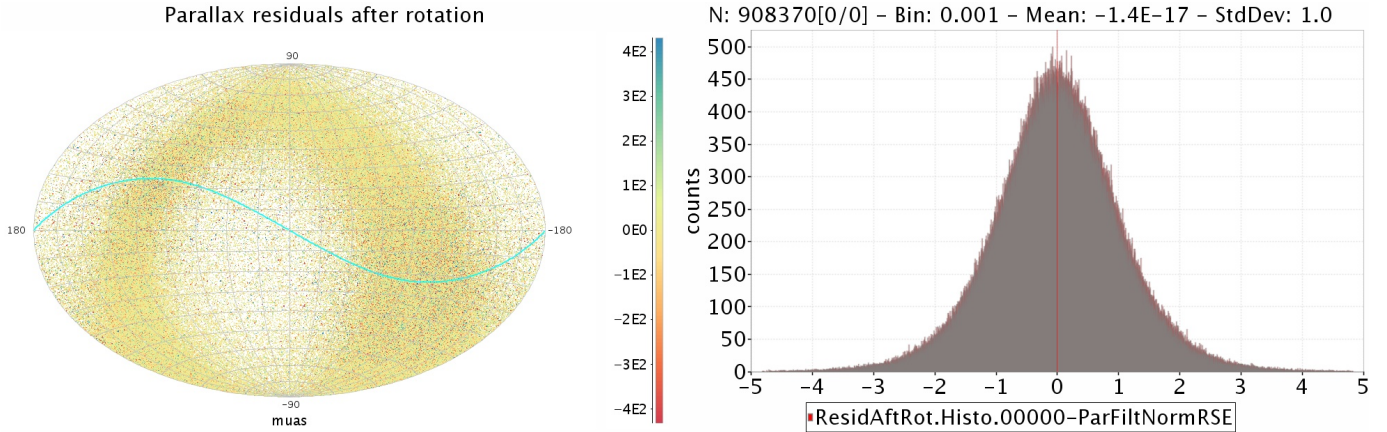 Parallax residuals after rotation
90
180
−180
−90
muas
4E2
3E2
2E2
1E2
0E0
−1E2
−2E2
−3E2
−4E2
N: 908370[0/0] – Bin: 0.001 – Mean: −1.4E−17 – StdDev: 1.0
counts
500
450
400
350
300
250
200
150
100
50
0
−5 −4 −3 −2 −1 0 1 2 3 4 5
ResidAftRot.Histo.00000−ParFiltNormRSE